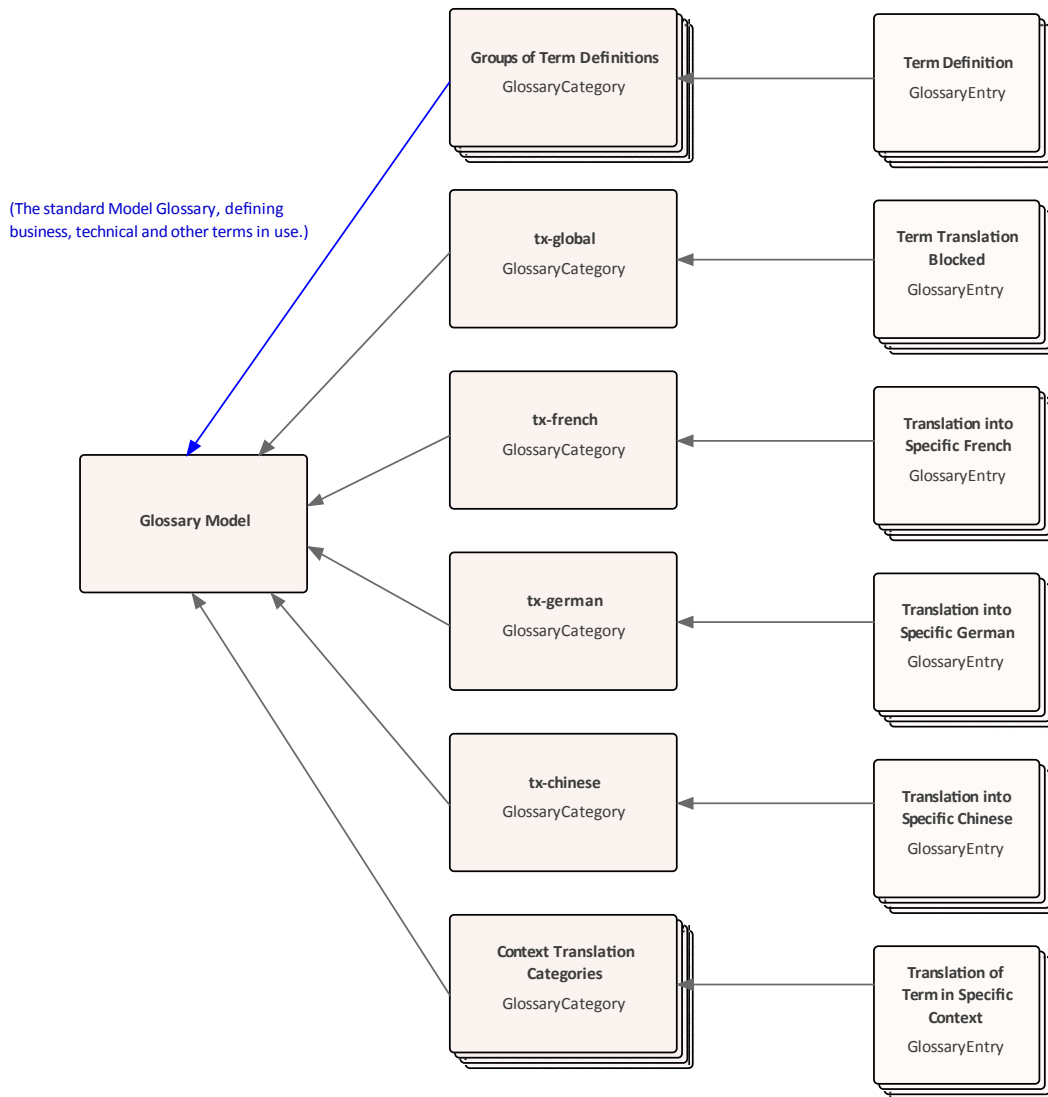 Groups of Term Definitions
GlossaryCategory
Term Definition
GlossaryEntry
(The standard Model Glossary, defining
business, technical and other terms in use.)
tx-global
GlossaryCategory
Term Translation
Blocked
GlossaryEntry
tx-french
GlossaryCategory
Translation into
Specific French
GlossaryEntry
Glossary Model
tx-german
GlossaryCategory
Translation into
Specific German
GlossaryEntry
tx-chinese
GlossaryCategory
Translation into
Specific Chinese
GlossaryEntry
Context Translation
Categories
GlossaryCategory
Translation of
Term in Specific
Context
GlossaryEntry